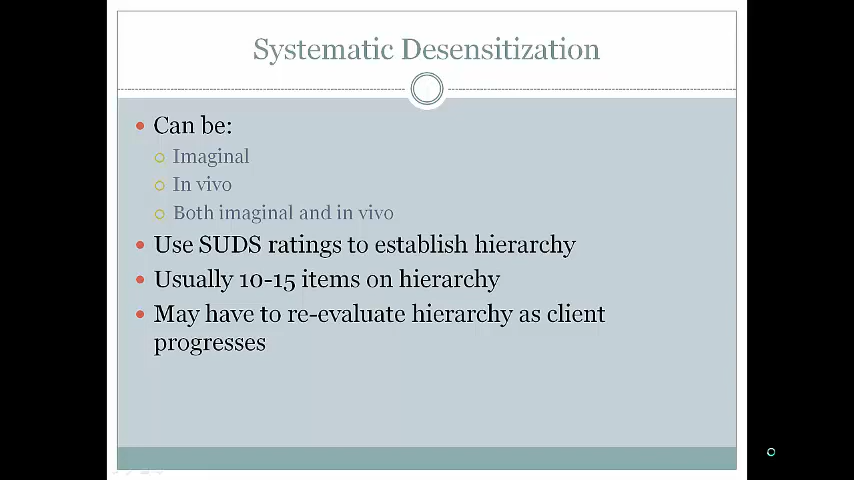 Systematic Desensitization
Can be:
Imaginal
In vivo
Both imaginal and in vivo
Use SUDS ratings to establish hierarchy
Usually 10-15 items on hierarchy
May have to re-evaluate hierarchy as client
progresses